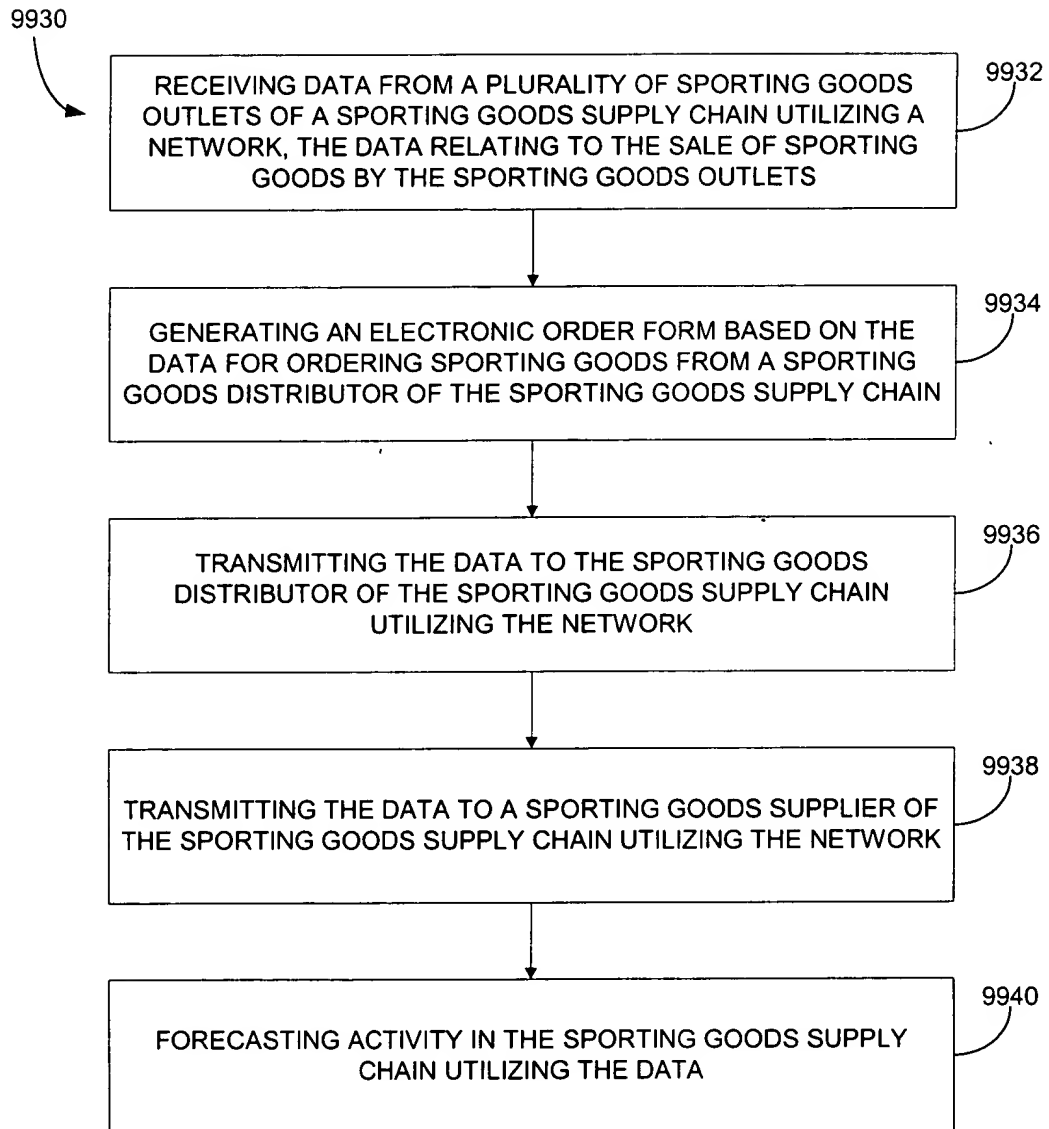 9930
RECEIVING DATA FROM A PLURALITY OF SPORTING GOODS
OUTLETS OF A SPORTING GOODS SUPPLY CHAIN UTILIZING A
NETWORK, THE DATA RELATING TO THE SALE OF SPORTING
GOODS BY THE SPORTING GOODS OUTLETS
9932
GENERATING AN ELECTRONIC ORDER FORM BASED ON THE
DATA FOR ORDERING SPORTING GOODS FROM A SPORTING
GOODS DISTRIBUTOR OF THE SPORTING GOODS SUPPLY CHAIN
9934
TRANSMITTING THE DATA TO THE SPORTING GOODS
DISTRIBUTOR OF THE SPORTING GOODS SUPPLY CHAIN
UTILIZING THE NETWORK
9936
TRANSMITTING THE DATA TO A SPORTING GOODS SUPPLIER OF
THE SPORTING GOODS SUPPLY CHAIN UTILIZING THE NETWORK
9938
FORECASTING ACTIVITY IN THE SPORTING GOODS SUPPLY
CHAIN UTILIZING THE DATA
9940